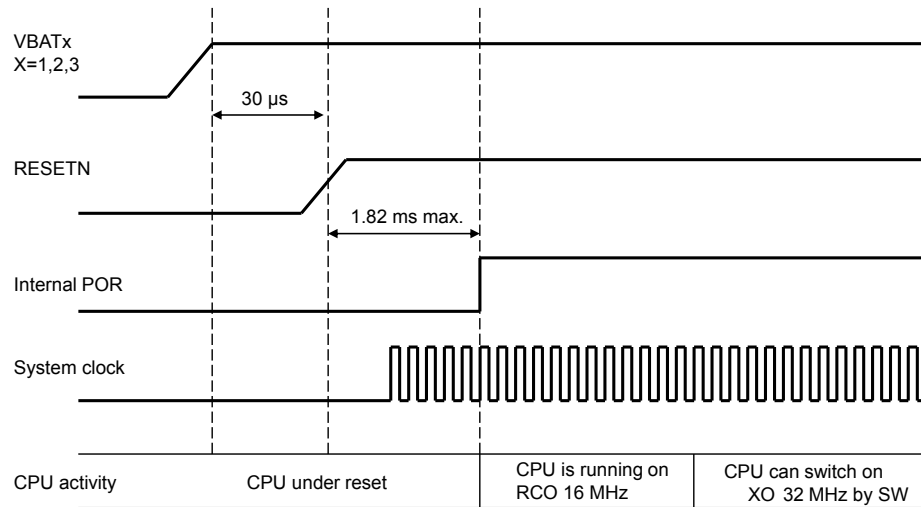 VBATx
X=1,2,3
30 µs
RESETN
1.82 ms max.
Internal POR
System clock
CPU activity
CPU under reset
CPU is running on
RCO 16 MHz
CPU can switch on
XO 32 MHz by SW